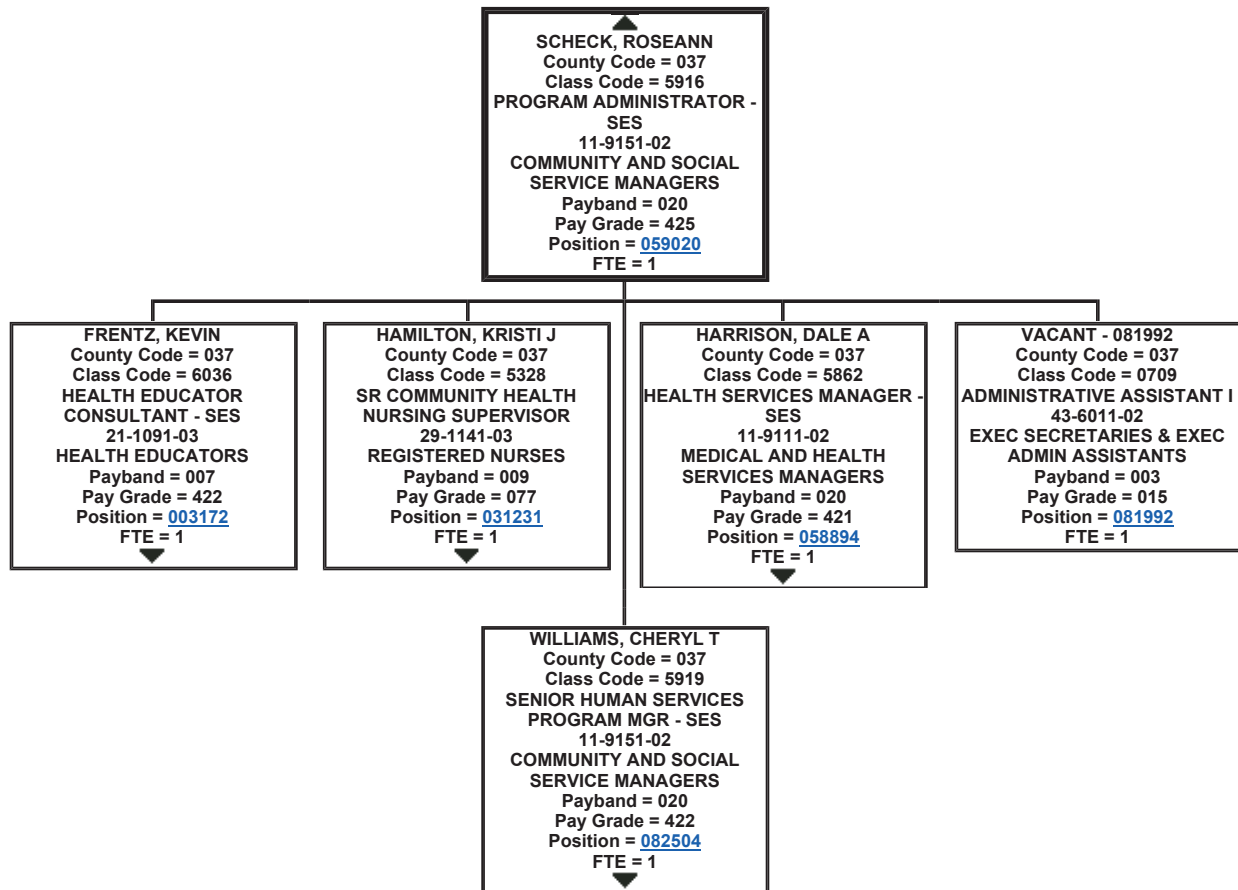 SCHECK, ROSEANN
County Code = 037
Class Code = 5916
PROGRAM ADMINISTRATOR -
SES
11-9151-02
COMMUNITY AND SOCIAL
SERVICE MANAGERS
Payband = 020
Pay Grade = 425
Position = 059020
FTE = 1
FRENTZ, KEVIN
County Code = 037
Class Code = 6036
HEALTH EDUCATOR
CONSULTANT - SES
21-1091-03
HEALTH EDUCATORS
Payband = 007
Pay Grade = 422
Position = 003172
FTE = 1
HAMILTON, KRISTI J
County Code = 037
Class Code = 5328
SR COMMUNITY HEALTH
NURSING SUPERVISOR
29-1141-03
REGISTERED NURSES
Payband = 009
Pay Grade = 077
Position = 031231
FTE = 1
HARRISON, DALE A
County Code = 037
Class Code = 5862
HEALTH SERVICES MANAGER -
SES
11-9111-02
MEDICAL AND HEALTH
SERVICES MANAGERS
Payband = 020
Pay Grade = 421
Position = 058894
FTE = 1
VACANT - 081992
County Code = 037
Class Code = 0709
ADMINISTRATIVE ASSISTANT I
43-6011-02
EXEC SECRETARIES & EXEC
ADMIN ASSISTANTS
Payband = 003
Pay Grade = 015
Position = 081992
FTE = 1
WILLIAMS, CHERYL T
County Code = 037
Class Code = 5919
SENIOR HUMAN SERVICES
PROGRAM MGR - SES
11-9151-02
COMMUNITY AND SOCIAL
SERVICE MANAGERS
Payband = 020
Pay Grade = 422
Position = 082504
FTE = 1